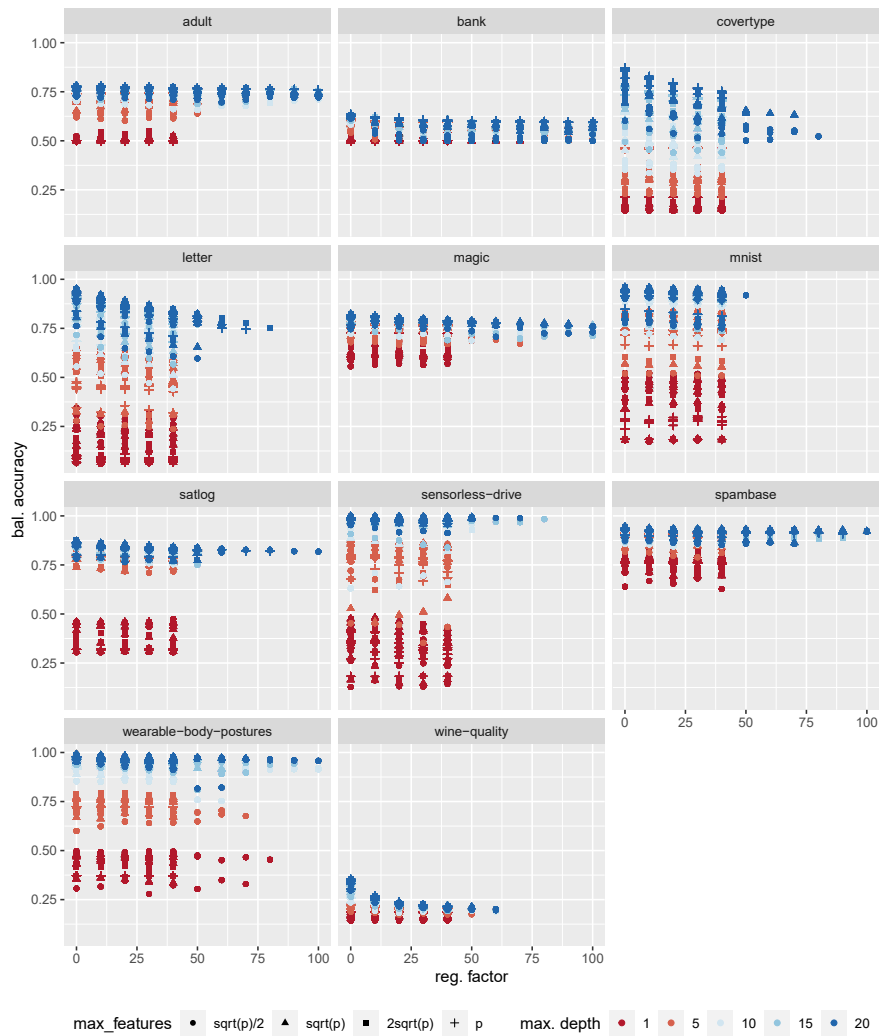 adult bank covertype
1.00
0.75
0.50
0.25
letter magic mnist
1.00
0.75
0.50
0.25
satlog sensorless−drive spambase
1.00
0.75
0.50
0.25
0 25 50 75 100
wearable−body−postures wine−quality
1.00
0.75
0.50
0.25
0 25 50 75 100 0 25 50 75 100
bal. accuracy
reg. factor
max_features sqrt(p)/2 sqrt(p) 2sqrt(p) p max. depth 1 5 10 15 20